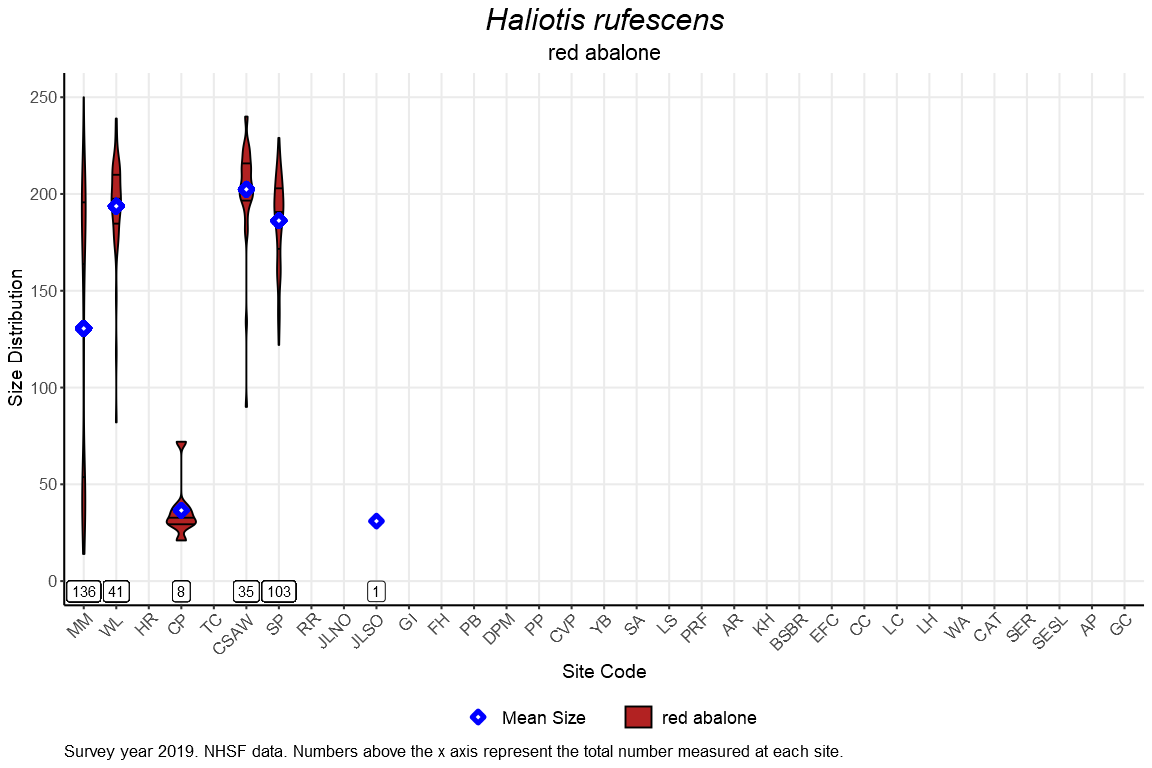 Haliotis rufescens
red abalone
Size Distribution
250
200
150
100
50
0
136 41 8 35 103 1
MM WL HR CP TC CSAW SP RR JLNO JLSO GI FH PB DPM PP CVP YB SA LS PRF AR KH BSBR EFC CC LC LH WA CAT SER SESL AP GC
Site Code
Mean Size red abalone
Survey year 2019. NHSF data. Numbers above the x axis represent the total number measured at each site.